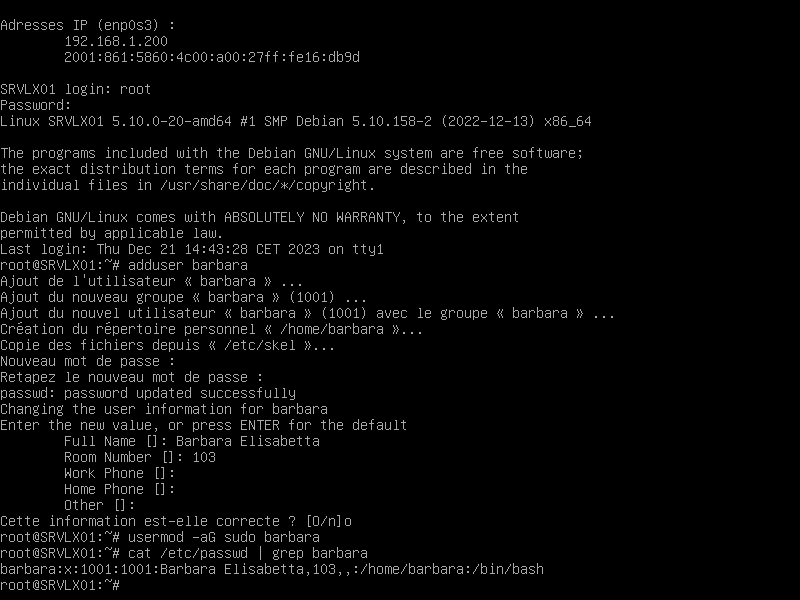 Adresses IP (enp0s3) :
192.168.1.200
2001:861:5860:4c00:a00:27ff:fe16:db9d
SRVLX01 login: root
Password:
Linux SRVLX01 5.10.0-20-amd64 #1 SMP Debian 5.10.158-2 (2022-12-13) x86_64
The programs included with the Debian GNU/Linux system are free software;
the exact distribution terms for each program are described in the
individual files in /usr/share/doc/*/copyright.
Debian GNU/Linux comes with ABSOLUTELY NO WARRANTY, to the extent
permitted by applicable law.
Last login: Thu Dec 21 14:43:28 CET 2023 on tty1
root@SRVLX01:~# adduser barbara
Ajout de l'utilisateur « barbara » ...
Ajout du nouveau groupe « barbara » (1001) ...
Ajout du nouvel utilisateur « barbara » (1001) avec le groupe « barbara » ...
Création du répertoire personnel « /home/barbara »...
Copie des fichiers depuis « /etc/skel »...
Nouveau mot de passe :
Retapez le nouveau mot de passe :
passwd: password updated successfully
Changing the user information for barbara
Enter the new value, or press ENTER for the default
Full Name []: Barbara Elisabetta
Room Number []: 103
Work Phone []:
Home Phone []:
Other []:
Cette information est-elle correcte ? [O/n]o
root@SRVLX01:~# usermod -aG sudo barbara
root@SRVLX01:~# cat /etc/passwd | grep barbara
barbara:x:1001:1001:Barbara Elisabetta,103,,:/home/barbara:/bin/bash
root@SRVLX01:~#